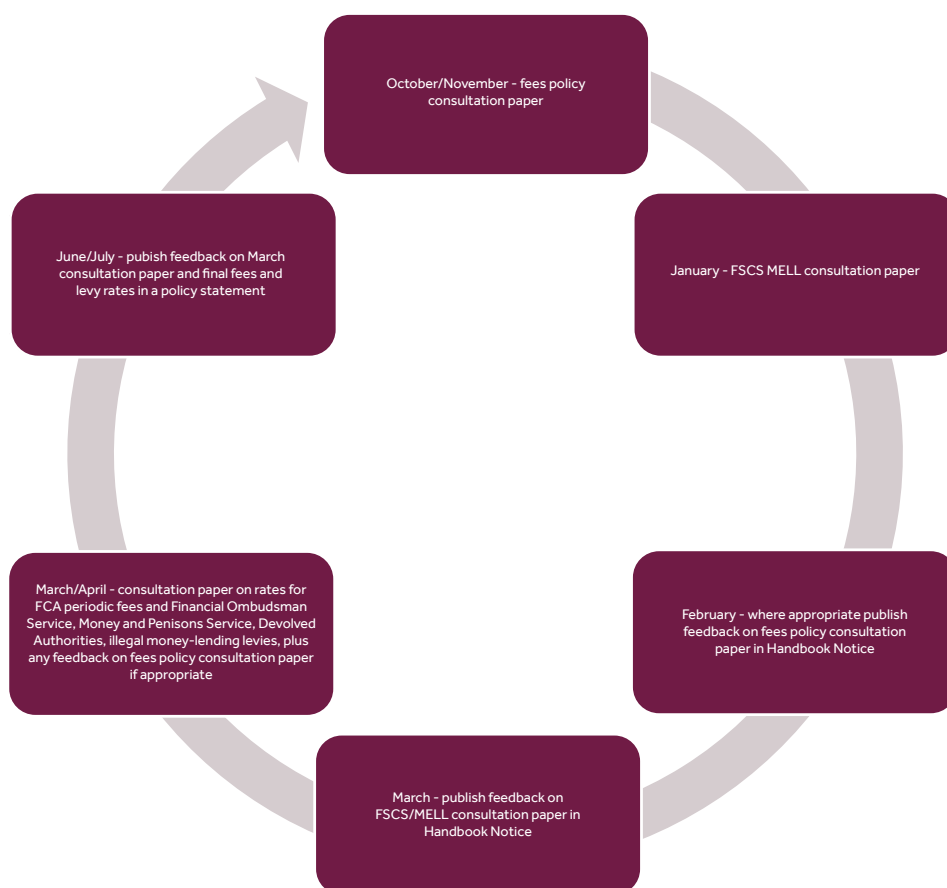 October/November - fees policy
consultation paper
January - FSCS MELL consultation paper
February - where appropriate publish
feedback on fees policy consultation
paper in Handbook Notice
March - publish feedback on
FSCS/MELL consultation paper in
Handbook Notice
March/April - consultation paper on rates for
FCA periodic fees and Financial Ombudsman
Service, Money and Penisons Service, Devolved
Authorities, illegal money-lending levies, plus
any feedback on fees policy consultation paper
if appropriate
June/July - pubish feedback on March
consultation paper and final fees and
levy rates in a policy statement